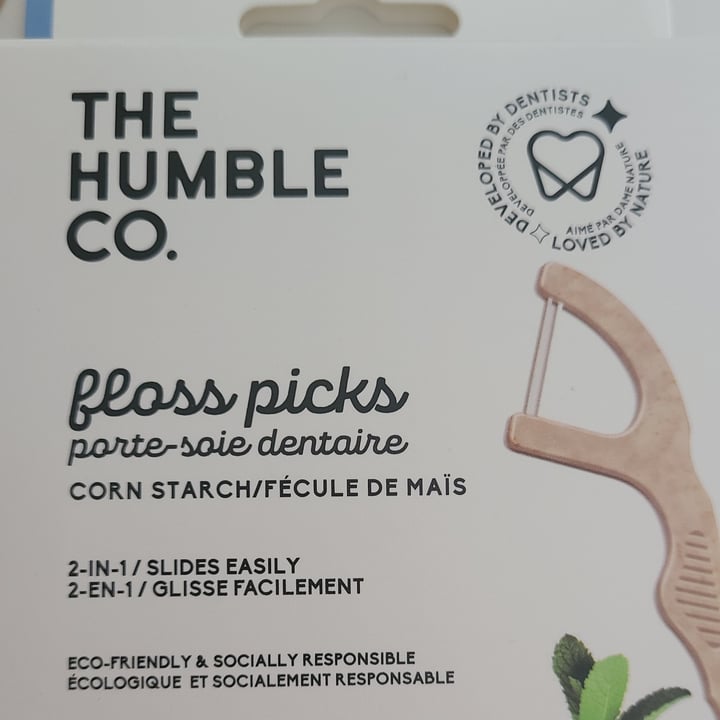 THE
HUMBLE
CO.
DEVELOPED BY DENTISTS
DÉVELOPPÉE PAR DES DENTISTES
AIMÉ PAR DAME NATURE
LOVED BY NATURE
floss picks
porte-soie dentaire
CORN STARCH/FÉCULE DE MAÏS
2-IN-1 / SLIDES EASILY
2-EN-1 / GLISSE FACILEMENT
ECO-FRIENDLY & SOCIALLY RESPONSIBLE
ÉCOLOGIQUE ET SOCIALEMENT RESPONSABLE